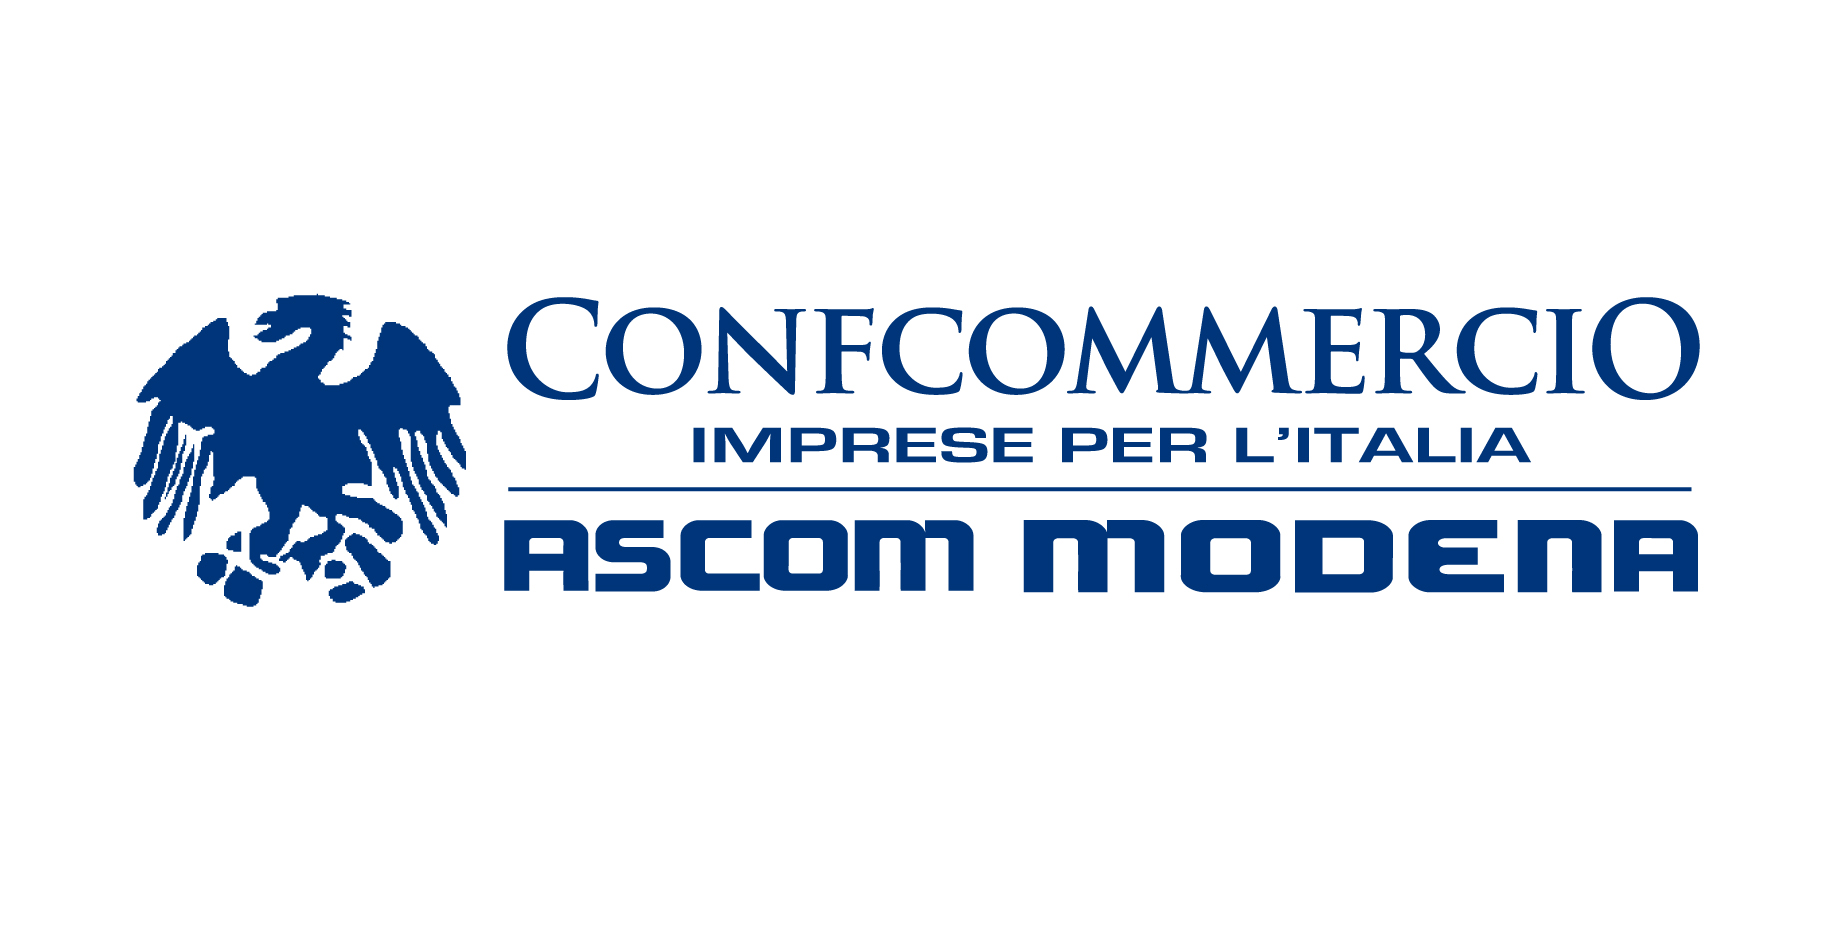 CONFCOMMERCIO
IMPRESE PER L'ITALIA
ASCOM MODENA